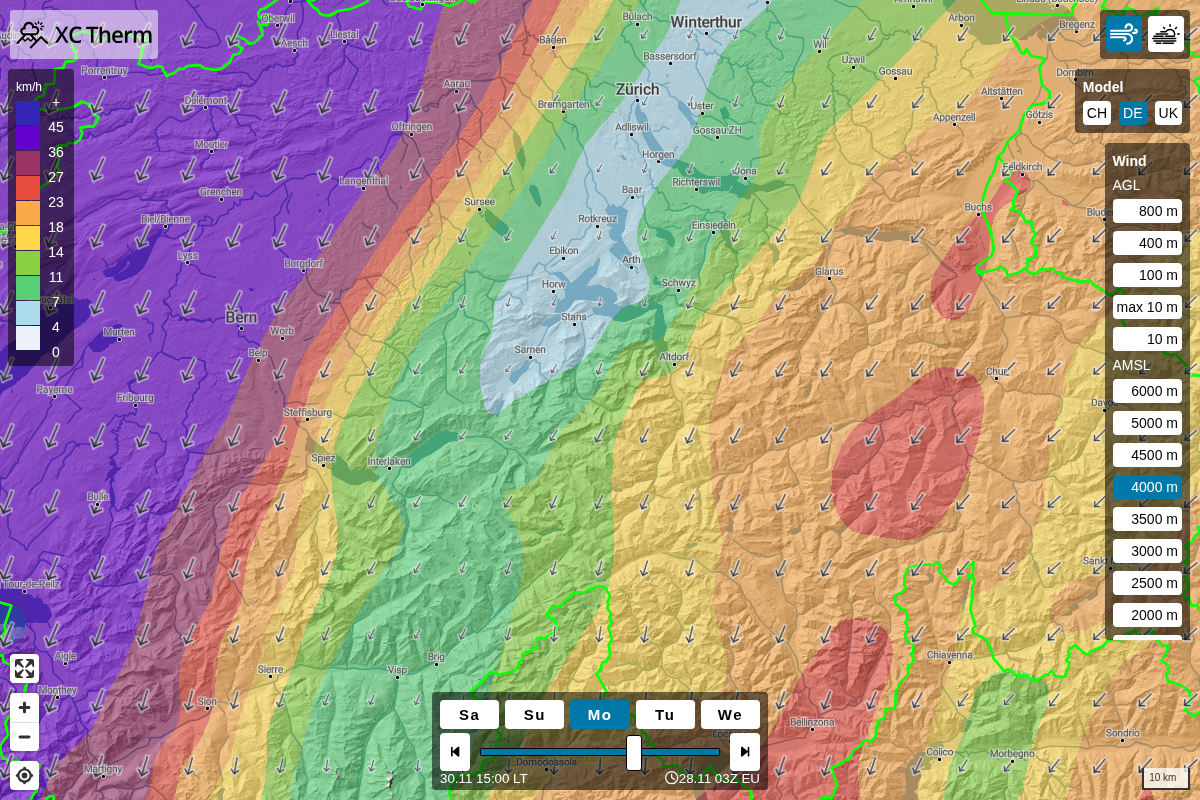 XC Therm
km/h
+
45
36
27
23
18
14
11
7
4
0
Model
CH DE UK
Wind
AGL
800 m
400 m
100 m
max 10 m
10 m
AMSL
6000 m
5000 m
4500 m
4000 m
3500 m
3000 m
2500 m
2000 m
Oberwil
Bülach
Winterthur
Arbon
Bregenz
Liestal
Aesch
Baden
Wil
Bassersdorf
Uzwil
Gossau
Porrentruy
Dornbirn
Aarau
Zürich
Altstätten
Delémont
Bremgarten
Uster
Götzis
Oftringen
Adliswil
Gossau ZH
Appenzell
Moutier
Horgen
Feldkirch
Langenthal
Richterswil
Jona
Grenchen
Baar
Sursee
Buchs
Biel/Bienne
Rotkreuz
Einsiedeln
Lyss
Ebikon
Burgdorf
Arth
Glarus
Horw
Schwyz
Bern
Stans
Murten
Worb
Belp
Sarnen
Altdorf
Chur
Payerne
Fribourg
Steffisburg
Spiez
Interlaken
Bulle
La Tour-de-Peilz
Aigle
Brig
Sierre
Visp
Chiavenna
Monthey
Sion
Bellinzona
Sondrio
Colico
Morbegno
Martigny
Domodossola
Sa Su Mo Tu We
30.11 15:00 LT 28.11 03Z EU
10 km